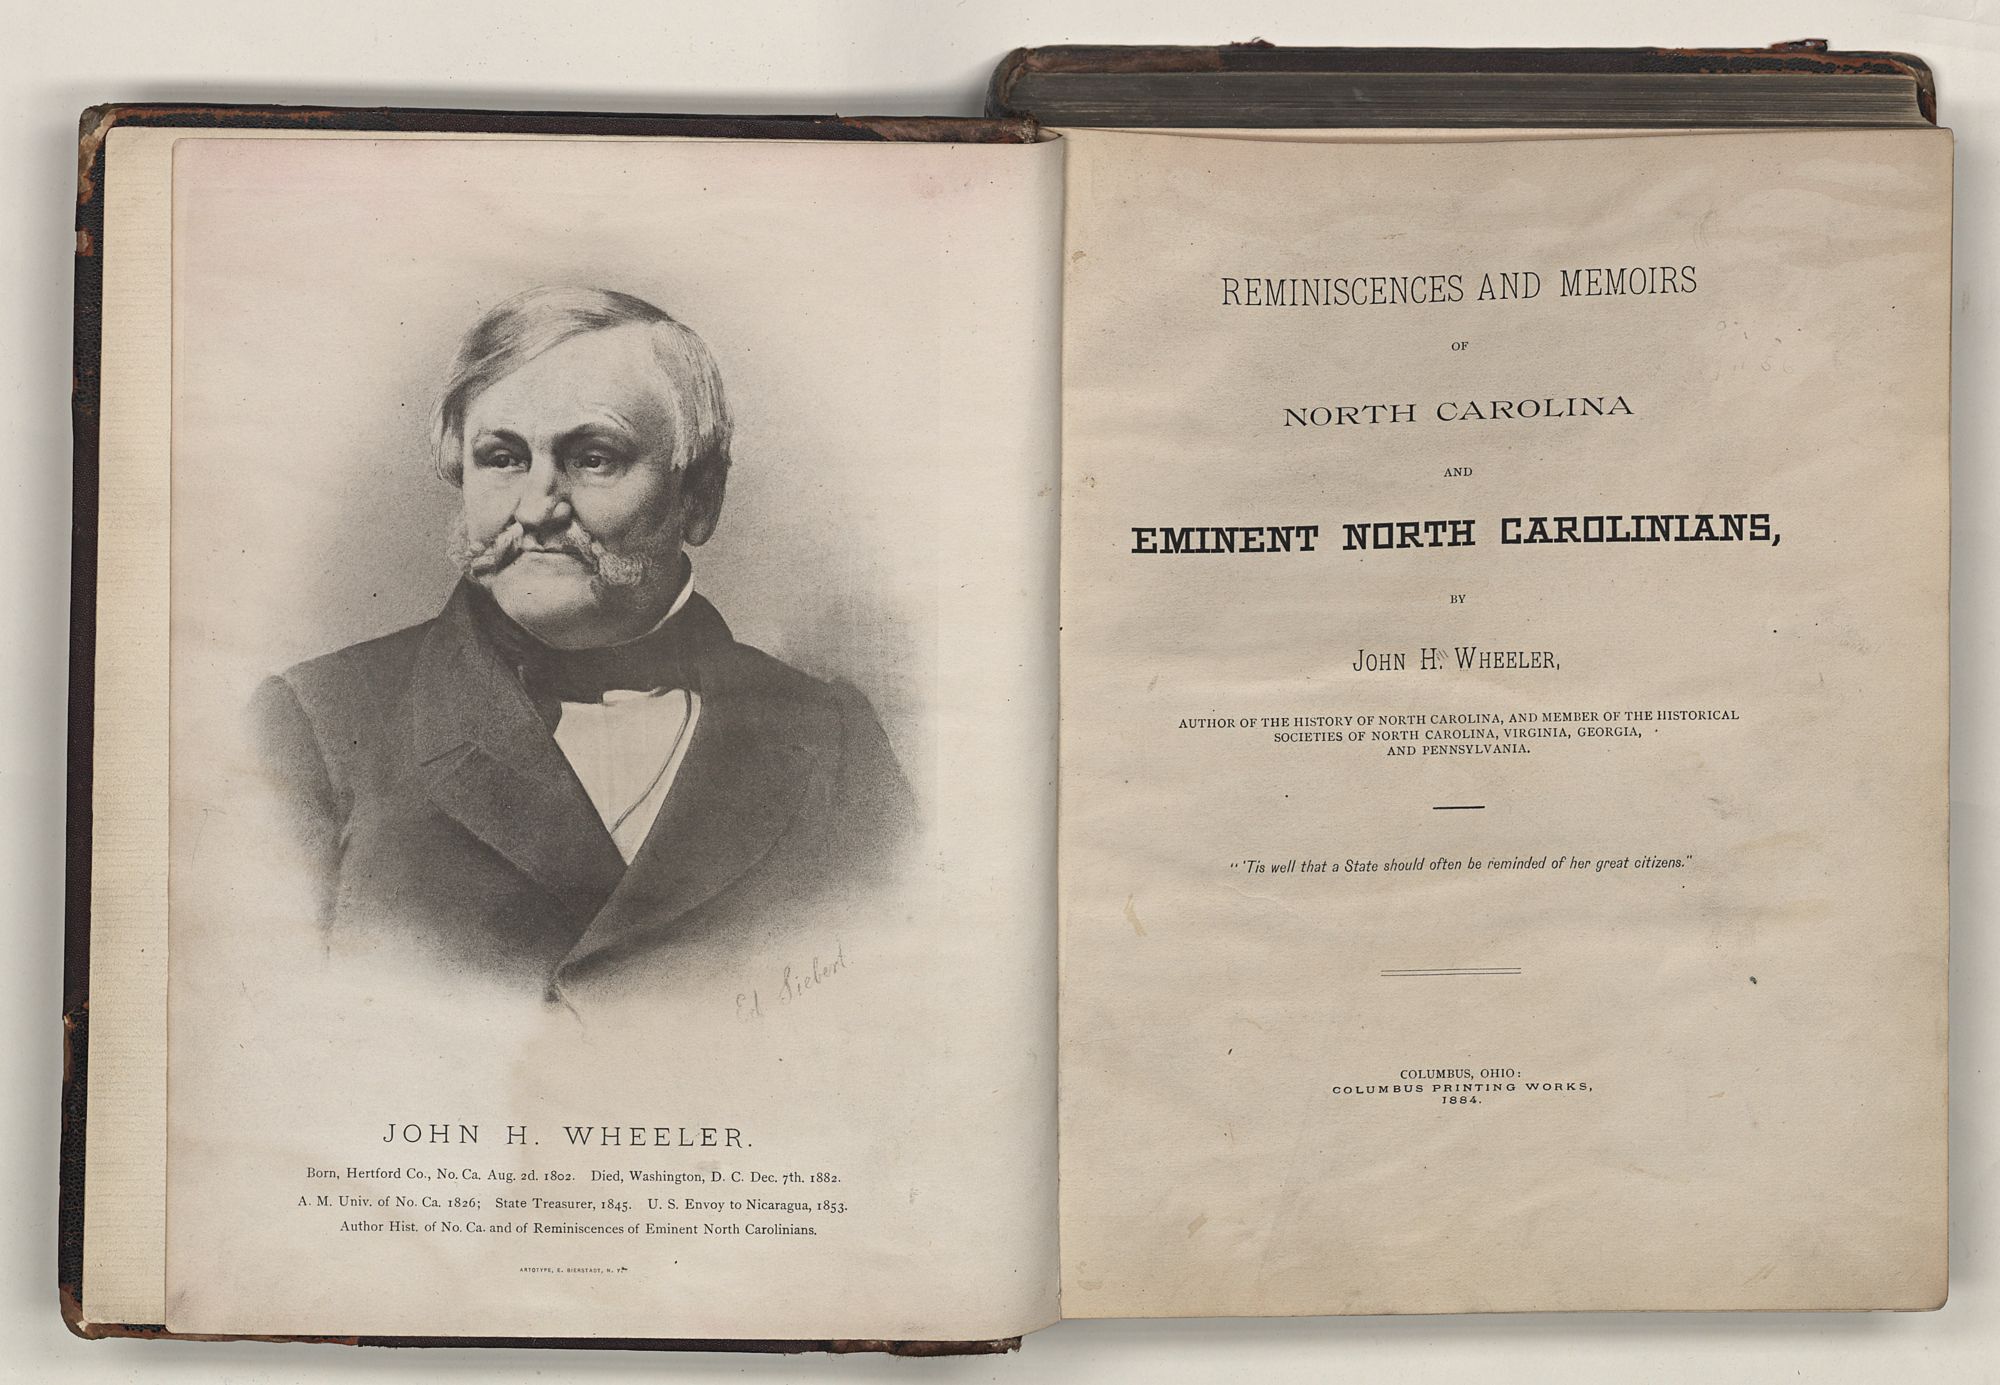 Ed Siebert.
JOHN H. WHEELER.
Born, Hertford Co., No. Ca. Aug. 2d. 1802. Died, Washington, D. C. Dec. 7th. 1882.
A. M. Univ. of No. Ca. 1826; State Treasurer, 1845. U. S. Envoy to Nicaragua, 1853.
Author Hist. of No. Ca. and of Reminiscences of Eminent North Carolinians.
ARTOTYPE, E. BIERSTADT, N. Y.
REMINISCENCES AND MEMOIRS
OF
NORTH CAROLINA
AND
EMINENT NORTH CAROLINIANS,
BY
JOHN H. WHEELER,
AUTHOR OF THE HISTORY OF NORTH CAROLINA, AND MEMBER OF THE HISTORICAL
SOCIETIES OF NORTH CAROLINA, VIRGINIA, GEORGIA,
AND PENNSYLVANIA.
"'Tis well that a State should often be reminded of her great citizens."
COLUMBUS, OHIO:
COLUMBUS PRINTING WORKS,
1884.